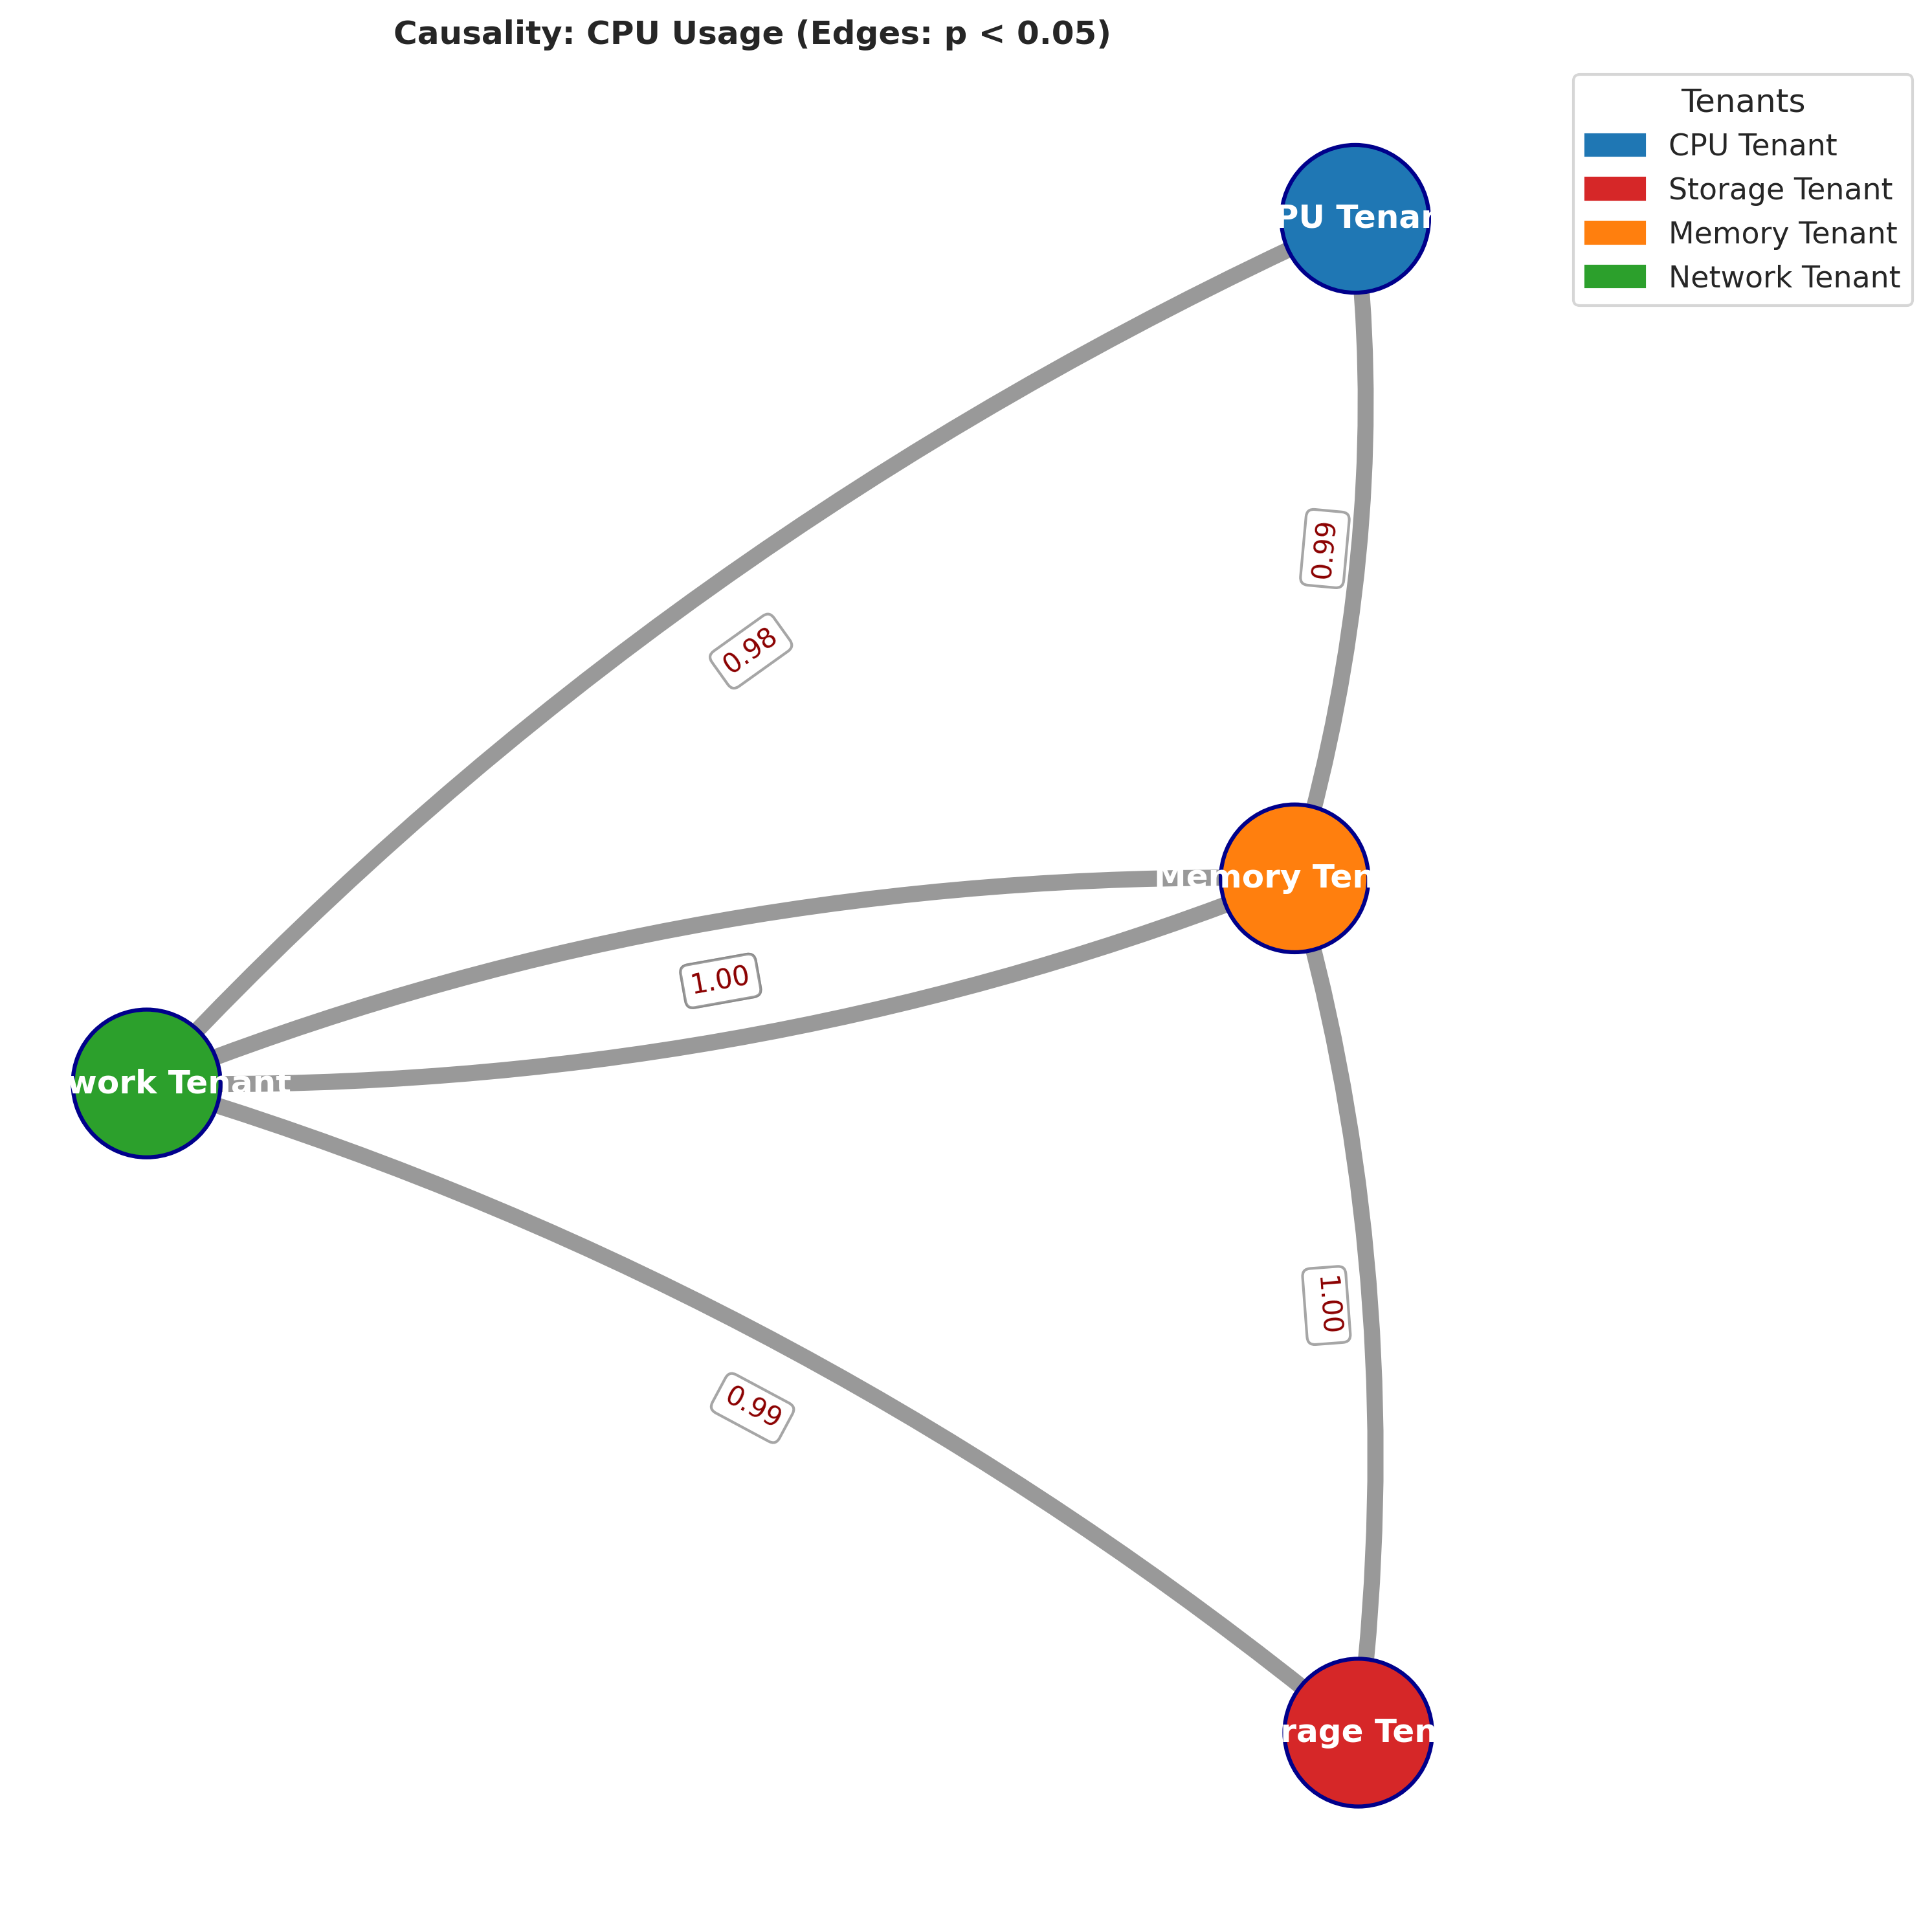 Causality: CPU Usage (Edges: p < 0.05)
Tenants
CPU Tenant
Storage Tenant
Memory Tenant
Network Tenant
PU Tenan
0.99
0.98
Memory Ten
1.00
work Tenant
1.00
0.99
rage Ten